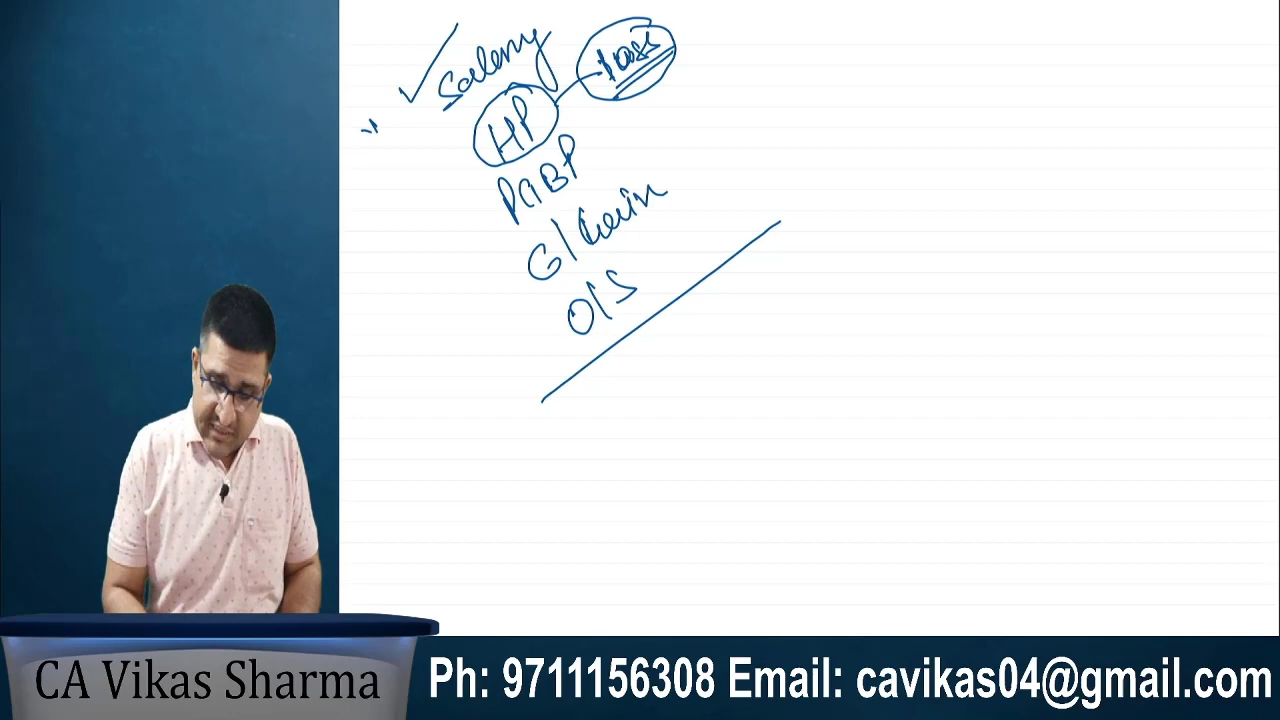 Salary
loss
HP
PGBP
C/Gain
O/S
CA Vikas Sharma
Ph: 9711156308 Email: cavikas04@gmail.com